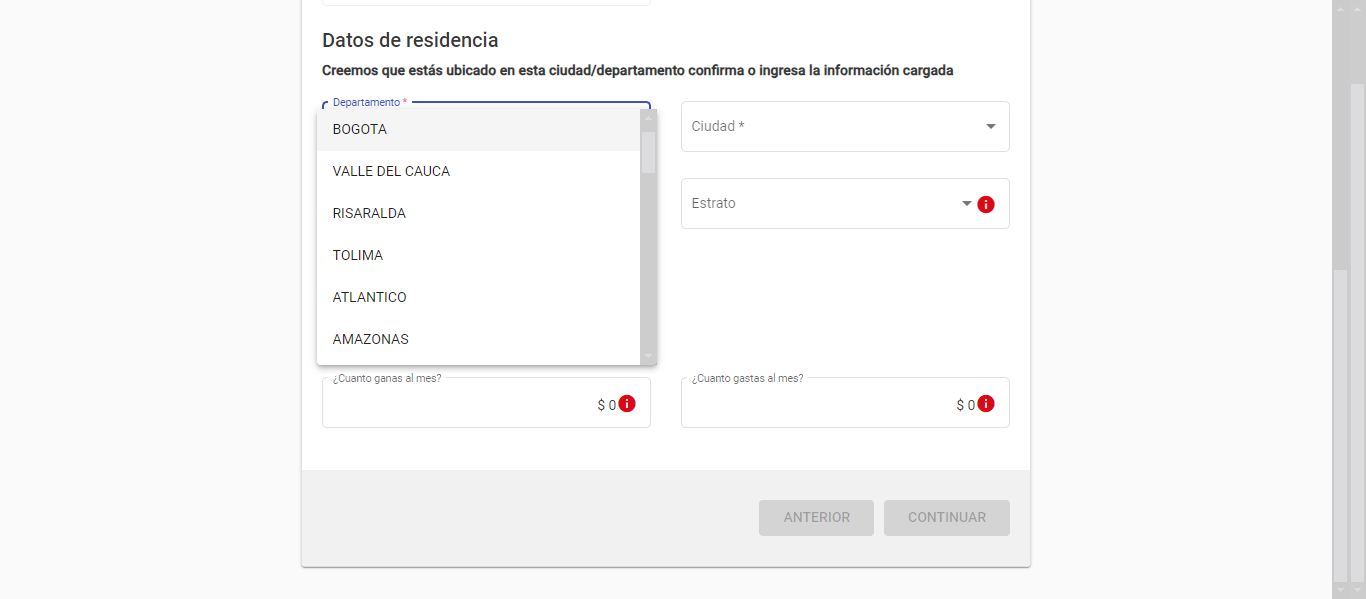 Datos de residencia
Creemos que estás ubicado en esta ciudad/departamento confirma o ingresa la información cargada
Departamento *
BOGOTA
VALLE DEL CAUCA
RISARALDA
TOLIMA
ATLANTICO
AMAZONAS
Ciudad *
Estrato
¿Cuanto ganas al mes?
$ 0
¿Cuanto gastas al mes?
$ 0
ANTERIOR
CONTINUAR